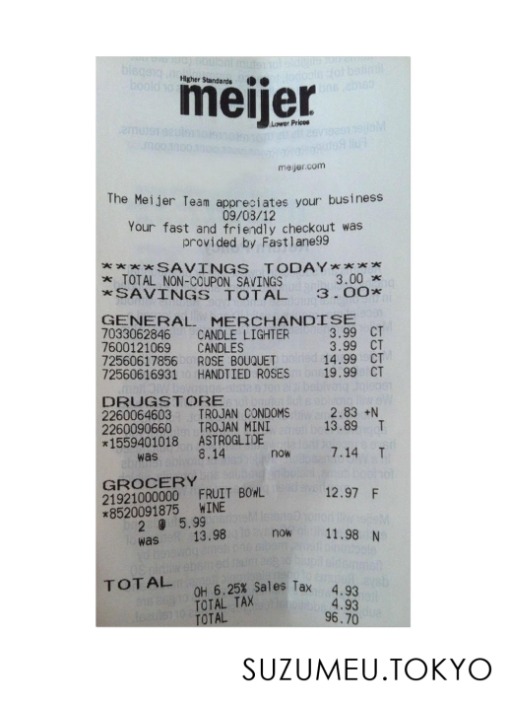 Higher Standards
meijer
Lower Prices
meijer.com
The Meijer Team appreciates your business
09/08/12
Your fast and friendly checkout was
provided by Fastlane99
****SAVINGS TODAY****
* TOTAL NON-COUPON SAVINGS 3.00 *
*SAVINGS TOTAL 3.00*
GENERAL MERCHANDISE
7033062846 CANDLE LIGHTER 3.99 CT
7600121069 CANDLES 3.99 CT
72560617856 ROSE BOUQUET 14.99 CT
72560616931 HANDTIED ROSES 19.99 CT
DRUGSTORE
2260064603 TROJAN CONDOMS 2.83 +N
2260090660 TROJAN MINI 13.89 T
*1559401018 ASTROGLIDE
was 8.14 now 7.14 T
GROCERY
21921000000 FRUIT BOWL 12.97 F
*8520091875 WINE
2 @ 5.99
was 13.98 now 11.98 N
TOTAL
OH 6.25% Sales Tax 4.93
TOTAL TAX 4.93
TOTAL 96.70
SUZUMEU.TOKYO